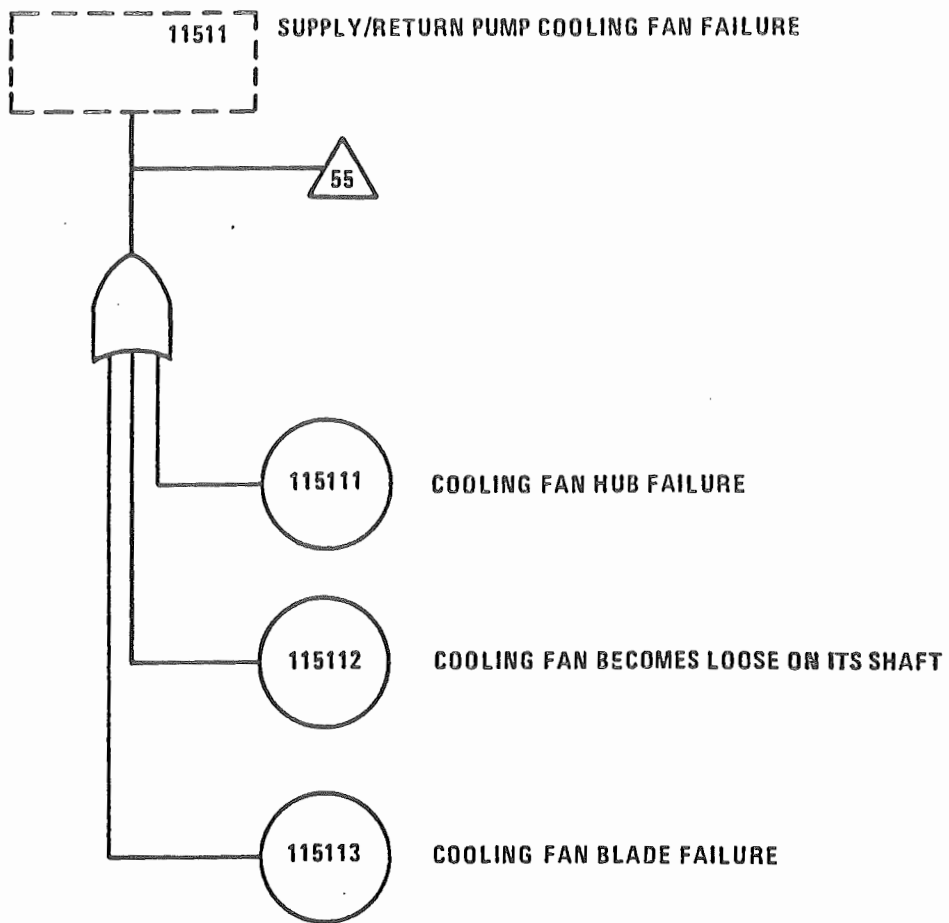 11511 SUPPLY/RETURN PUMP COOLING FAN FAILURE
55
115111 COOLING FAN HUB FAILURE
115112 COOLING FAN BECOMES LOOSE ON ITS SHAFT
115113 COOLING FAN BLADE FAILURE